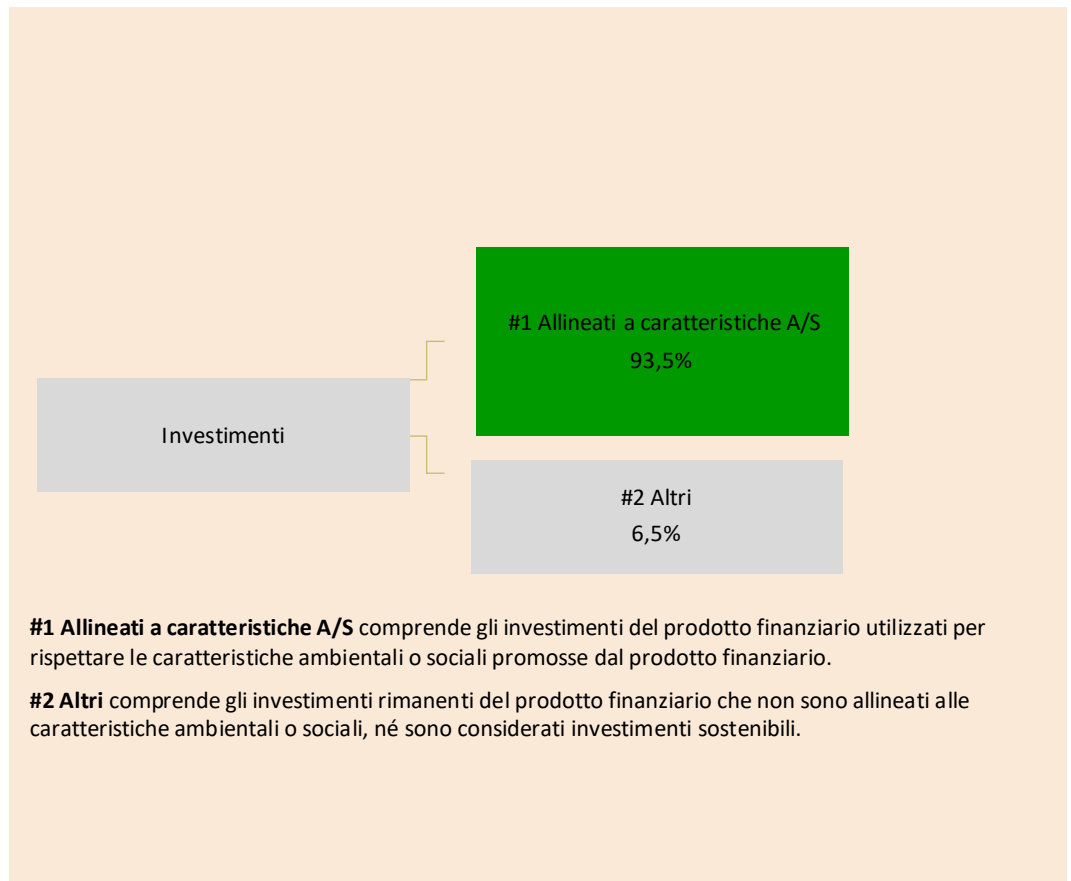 #1 Allineati a caratteristiche A/S
93,5%
Investimenti
#2 Altri
6,5%
#1 Allineati a caratteristiche A/S comprende gli investimenti del prodotto finanziario utilizzati per
rispettare le caratteristiche ambientali o sociali promosse dal prodotto finanziario.
#2 Altri comprende gli investimenti rimanenti del prodotto finanziario che non sono allineati alle
caratteristiche ambientali o sociali, né sono considerati investimenti sostenibili.